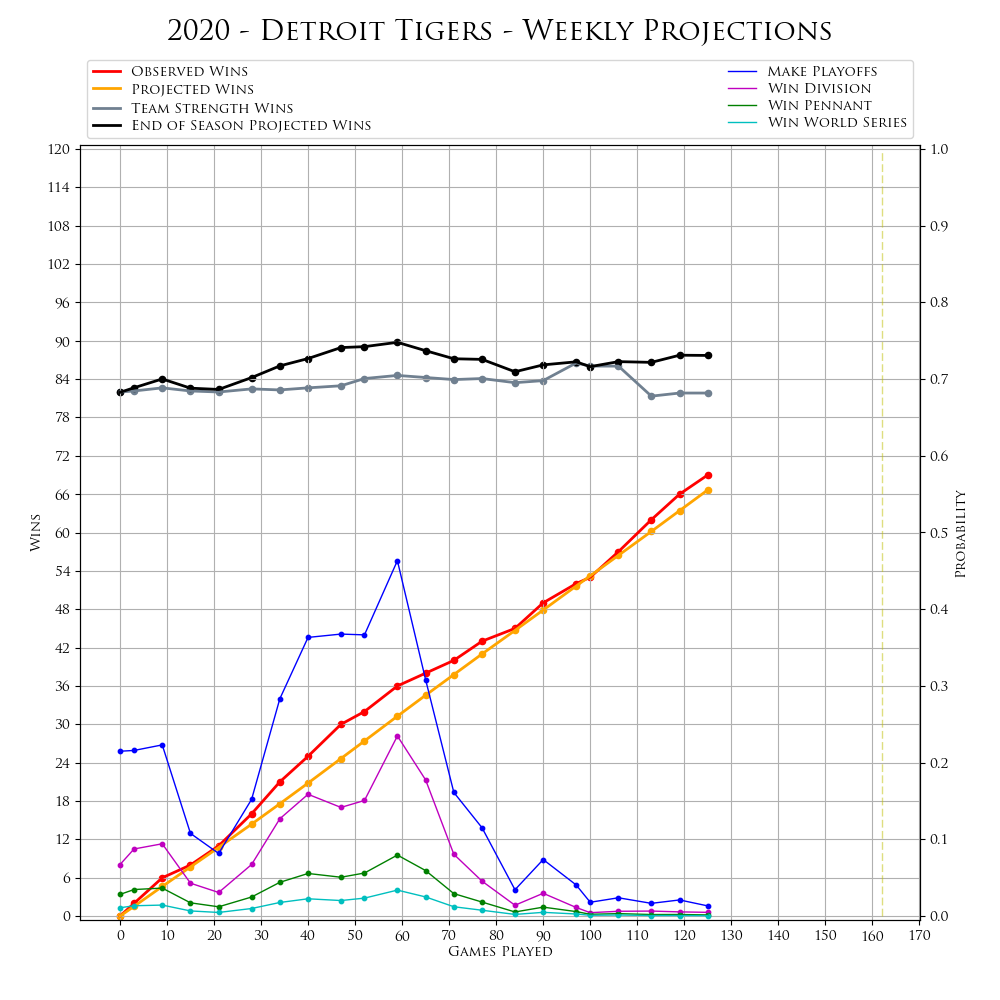 2020 - Detroit Tigers - Weekly Projections
Observed Wins
Projected Wins
Team Strength Wins
End of Season Projected Wins
Make Playoffs
Win Division
Win Pennant
Win World Series
120
114
108
102
96
90
84
78
72
66
60
54
48
42
36
30
24
18
12
6
0
Wins
1.0
0.9
0.8
0.7
0.6
0.5
0.4
0.3
0.2
0.1
0.0
Probability
0 10 20 30 40 50 60 70 80 90 100 110 120 130 140 150 160 170
Games Played